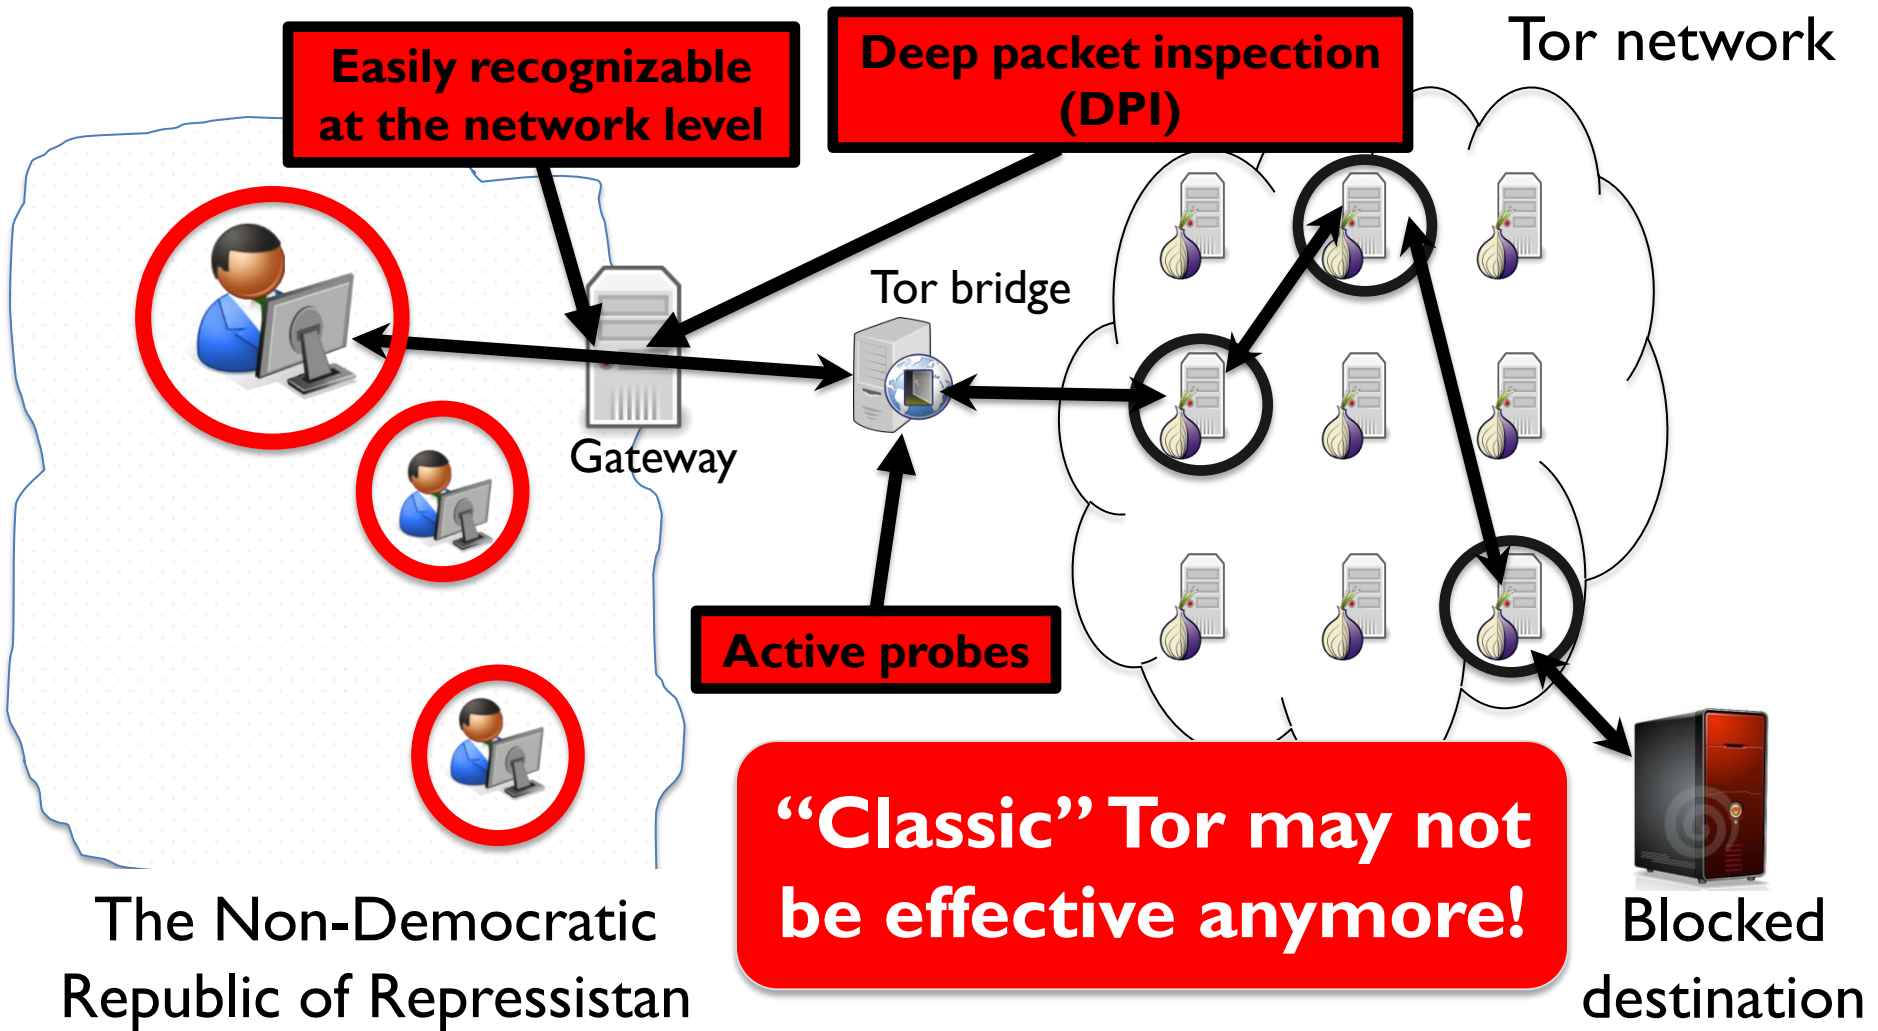 Easily recognizable
at the network level
Deep packet inspection
(DPI)
Tor network
Tor bridge
Gateway
Active probes
“Classic” Tor may not
be effective anymore!
The Non-Democratic
Republic of Repressistan
Blocked
destination